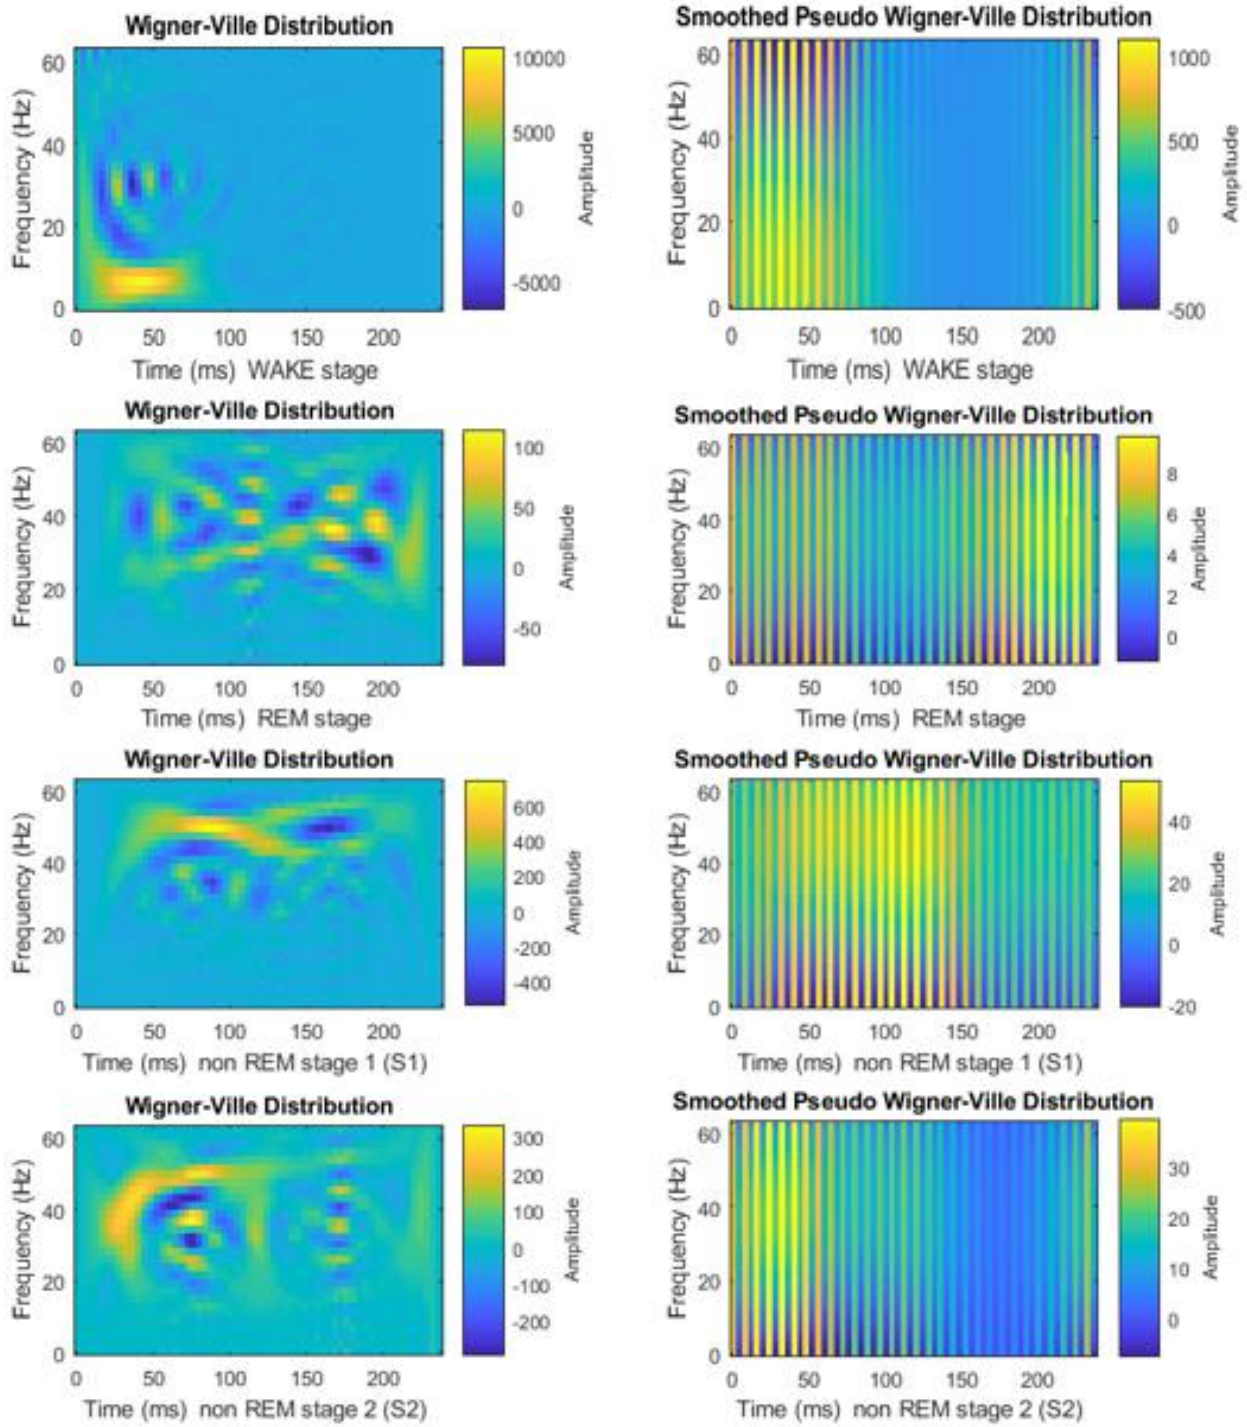 Wigner-Ville Distribution
Frequency (Hz)
60
40
20
0
0 50 100 150 200
Time (ms) WAKE stage
10000
5000
0
-5000
Amplitude
Smoothed Pseudo Wigner-Ville Distribution
Frequency (Hz)
60
40
20
0
0 50 100 150 200
Time (ms) WAKE stage
1000
500
0
-500
Amplitude
Wigner-Ville Distribution
Frequency (Hz)
60
40
20
0
0 50 100 150 200
Time (ms) REM stage
100
50
0
-50
Amplitude
Smoothed Pseudo Wigner-Ville Distribution
Frequency (Hz)
60
40
20
0
0 50 100 150 200
Time (ms) REM stage
8
6
4
2
0
Amplitude
Wigner-Ville Distribution
Frequency (Hz)
60
40
20
0
0 50 100 150 200
Time (ms) non REM stage 1 (S1)
600
400
200
0
-200
-400
Amplitude
Smoothed Pseudo Wigner-Ville Distribution
Frequency (Hz)
60
40
20
0
0 50 100 150 200
Time (ms) non REM stage 1 (S1)
40
20
0
-20
Amplitude
Wigner-Ville Distribution
Frequency (Hz)
60
40
20
0
0 50 100 150 200
Time (ms) non REM stage 2 (S2)
300
200
100
0
-100
-200
Amplitude
Smoothed Pseudo Wigner-Ville Distribution
Frequency (Hz)
60
40
20
0
0 50 100 150 200
Time (ms) non REM stage 2 (S2)
30
20
10
0
Amplitude